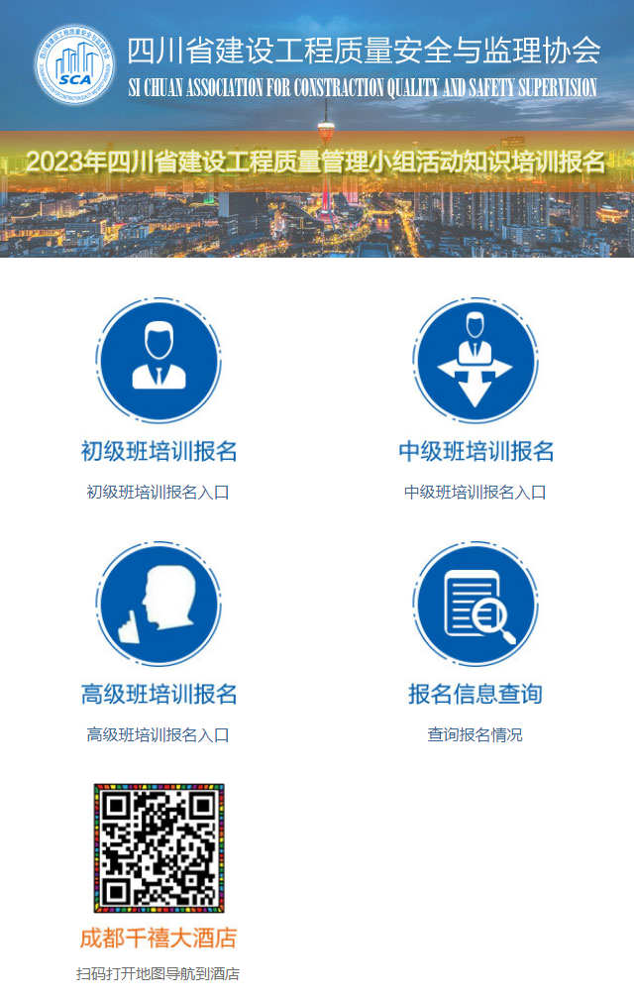 四川省建设工程质量安全与监理协会
SCA
SI CHUAN ASSOCIATION FOR CONSTRACTION QUALITY AND SAFETY SUPERVISION
2023年四川省建设工程质量管理小组活动知识培训报名
初级班培训报名
中级班培训报名
初级班培训报名入口
中级班培训报名入口
高级班培训报名
报名信息查询
高级班培训报名入口
查询报名情况
成都千禧大酒店
扫码打开地图导航到酒店